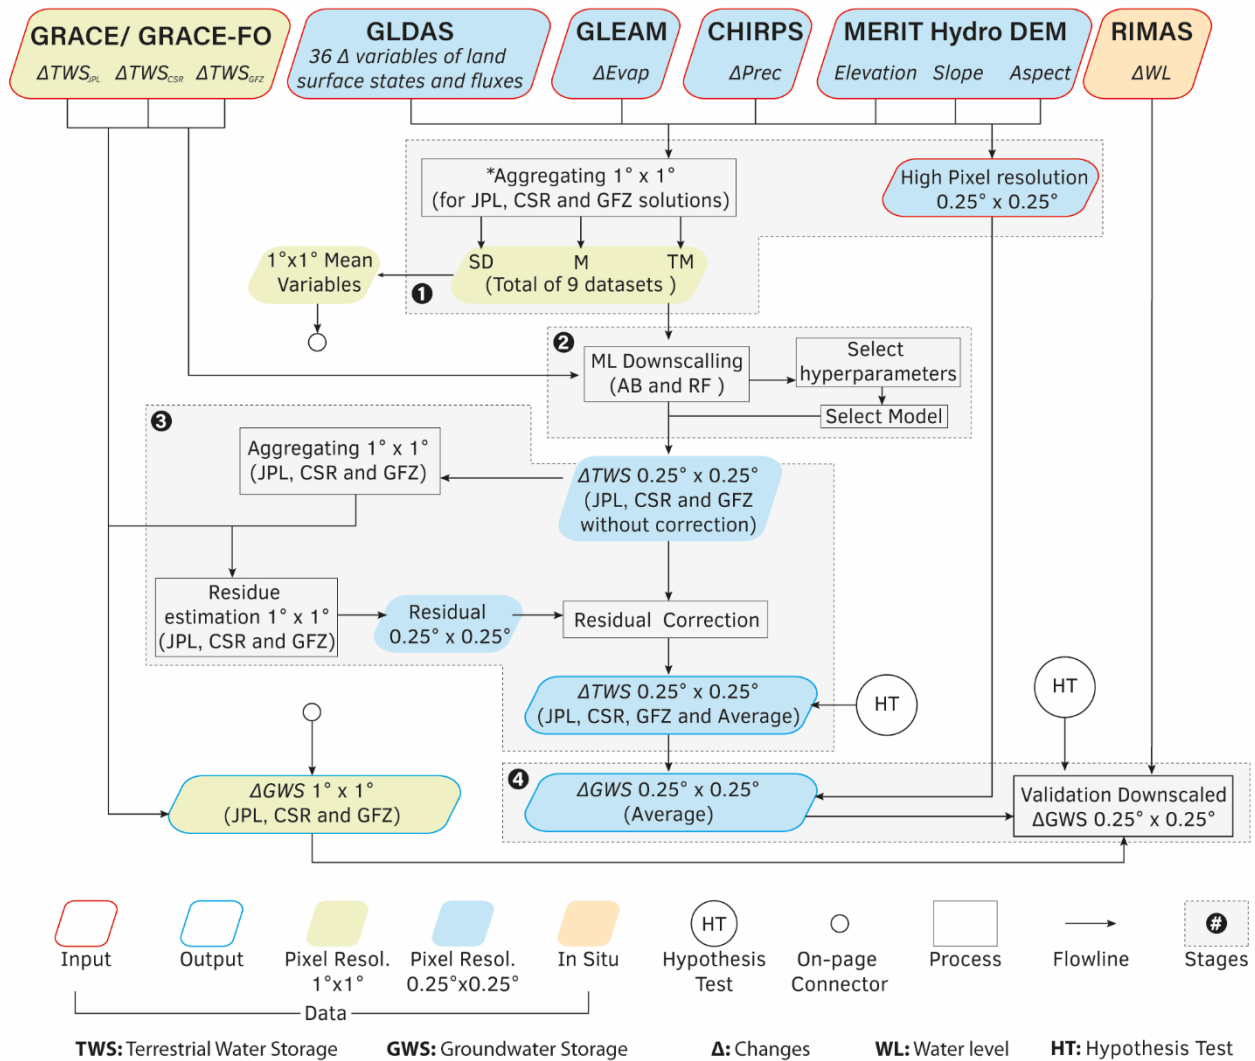 GRACE/ GRACE-FO
ΔTWS JPL ΔTWS CSR ΔTWS GFZ
GLDAS
36 Δ variables of land
surface states and fluxes
GLEAM
ΔEvap
CHIRPS
ΔPrec
MERIT Hydro DEM
Elevation Slope Aspect
RIMAS
ΔWL
*Aggregating 1° x 1°
(for JPL, CSR and GFZ solutions)
High Pixel resolution
0.25° x 0.25°
SD M TM
(Total of 9 datasets )
1°x1° Mean
Variables
1
2
ML Downscalling
(AB and RF )
Select
hyperparameters
Select Model
3
Aggregating 1° x 1°
(JPL, CSR and GFZ)
ΔTWS 0.25° x 0.25°
(JPL, CSR and GFZ
without correction)
Residue
estimation 1° x 1°
(JPL, CSR and GFZ)
Residual
0.25° x 0.25°
Residual Correction
ΔTWS 0.25° x 0.25°
(JPL, CSR, GFZ and Average)
HT
HT
4
ΔGWS 1° x 1°
(JPL, CSR and GFZ)
ΔGWS 0.25° x 0.25°
(Average)
Validation Downscaled
ΔGWS 0.25° x 0.25°
Input
Output
Pixel Resol.
1°x1°
Pixel Resol.
0.25°x0.25°
In Situ
HT
Hypothesis
Test
On-page
Connector
Process
Flowline
#
Stages
Data
TWS: Terrestrial Water Storage GWS: Groundwater Storage Δ: Changes WL: Water level HT: Hypothesis Test